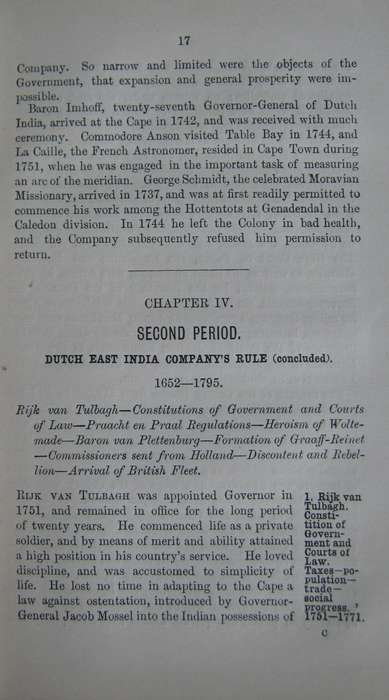 17
Company. So narrow and limited were the objects of the
Government, that expansion and general prosperity were im-
possible.
Baron Imhoff, twenty-seventh Governor-General of Dutch
India, arrived at the Cape in 1742, and was received with much
ceremony. Commodore Anson visited Table Bay in 1744, and
La Caille, the French Astronomer, resided in Cape Town during
1751, when he was engaged in the important task of measuring
an arc of the meridian. George Schmidt, the celebrated Moravian
Missionary, arrived in 1737, and was at first readily permitted to
commence his work among the Hottentots at Genadendal in the
Caledon division. In 1744 he left the Colony in bad health,
and the Company subsequently refused him permission to
return.
CHAPTER IV.
SECOND PERIOD.
DUTCH EAST INDIA COMPANY'S RULE (concluded).
1652—1795.
Rijk van Tulbagh—Constitutions of Government and Courts
of Law—Praacht en Praal Regulations—Heroism of Wolte-
made—Baron van Plettenburg—Formation of Graaff-Reinet
—Commissioners sent from Holland—Discontent and Rebel-
lion—Arrival of British Fleet.
RIJK VAN TULBAGH was appointed Governor in
1751, and remained in office for the long period
of twenty years. He commenced life as a private
soldier, and by means of merit and ability attained
a high position in his country's service. He loved
discipline, and was accustomed to simplicity of
life. He lost no time in adapting to the Cape a
law against ostentation, introduced by Governor-
General Jacob Mossel into the Indian possessions of
1. Rijk van
Tulbagh.
Consti-
tution of
Govern-
ment and
Courts of
Law.
Taxes—po-
pulation—
trade—
social
progress.
1751—1771.
C